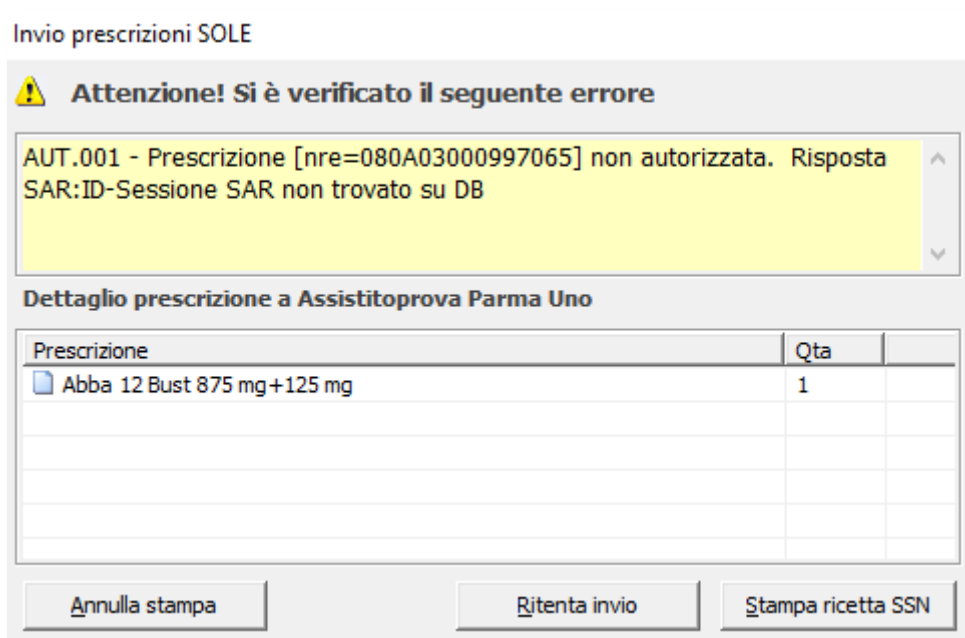 Invio prescrizioni SOLE
Attenzione! Si è verificato il seguente errore
AUT.001 - Prescrizione [nre=080A03000997065] non autorizzata. Risposta
SAR:ID-Sessione SAR non trovato su DB
Dettaglio prescrizione a Assistitoprova Parma Uno
Prescrizione Qta
Abba 12 Bust 875 mg+125 mg 1
Annulla stampa Ritenta invio Stampa ricetta SSN